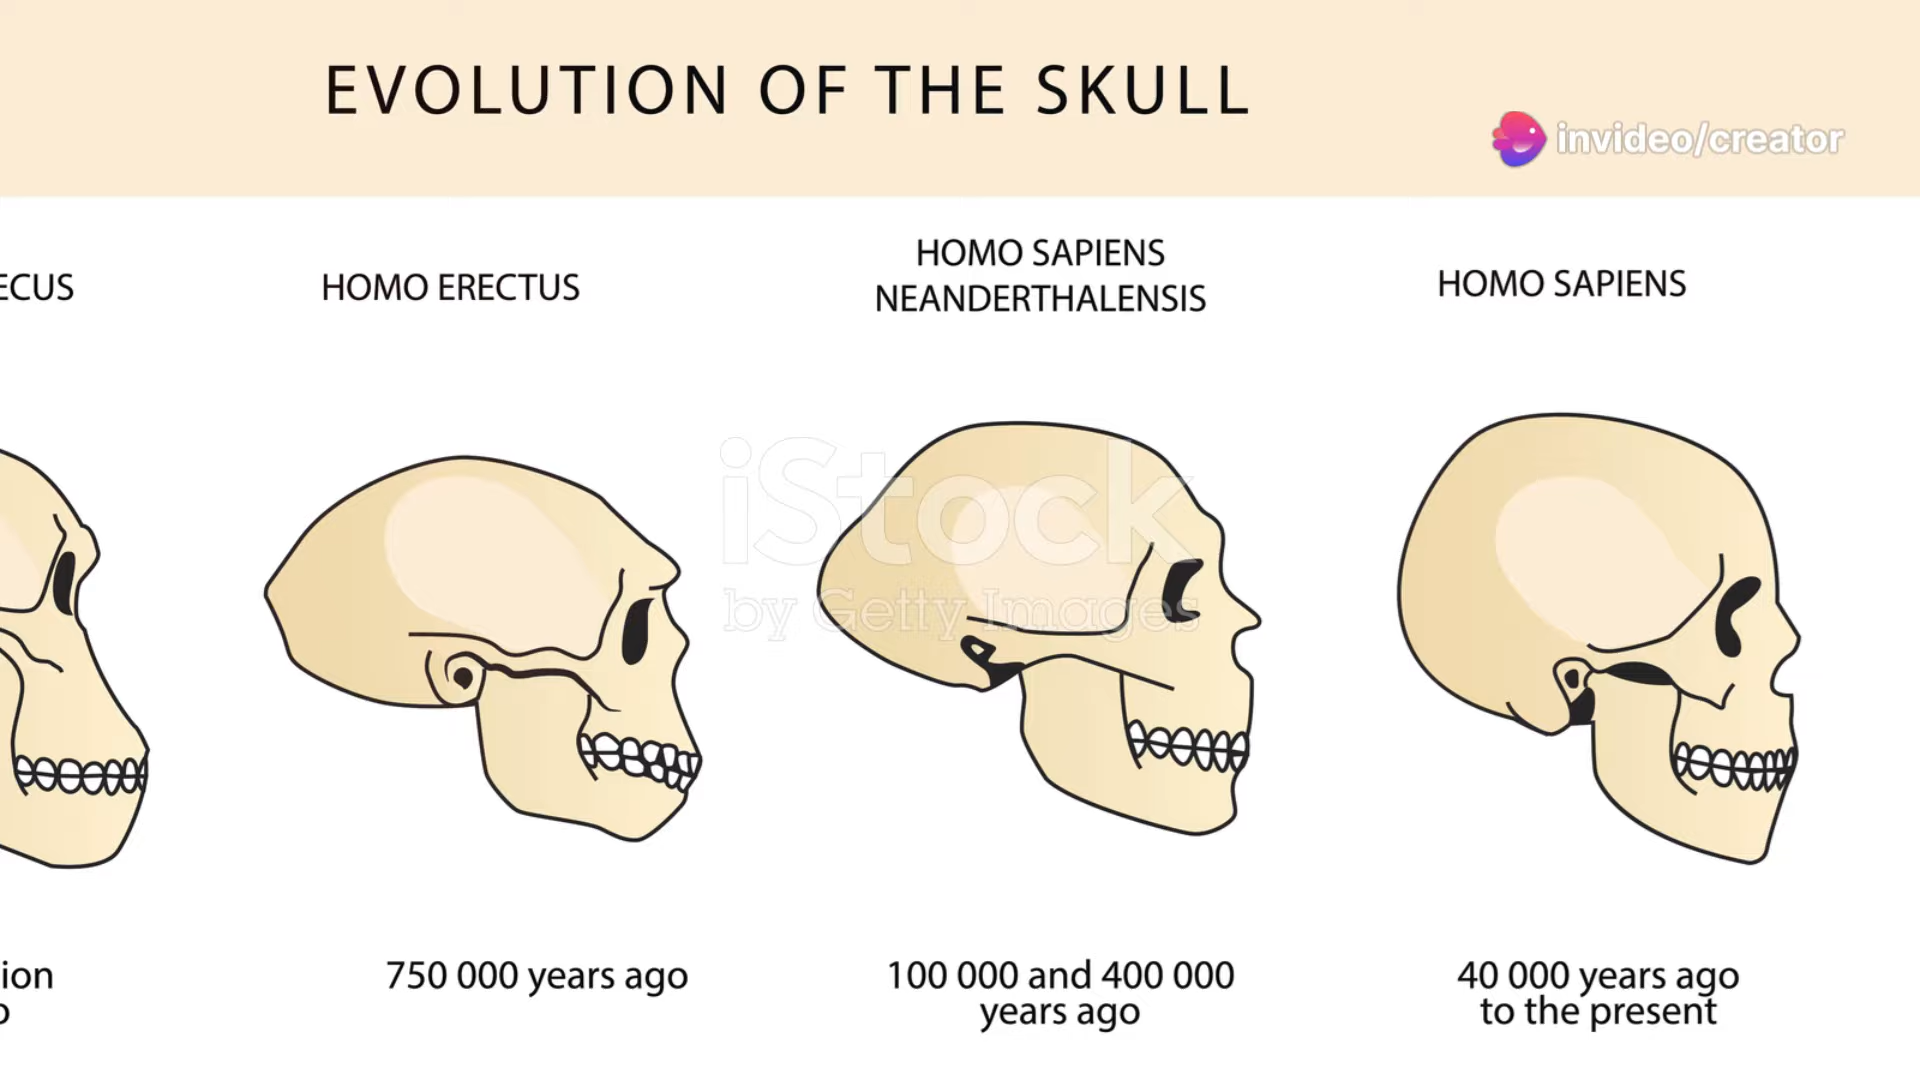 EVOLUTION OF THE SKULL
invideo/creator
ECUS
HOMO ERECTUS
HOMO SAPIENS
NEANDERTHALENSIS
HOMO SAPIENS
iStock
by Getty Images
ion
o
750 000 years ago
100 000 and 400 000
years ago
40 000 years ago
to the present